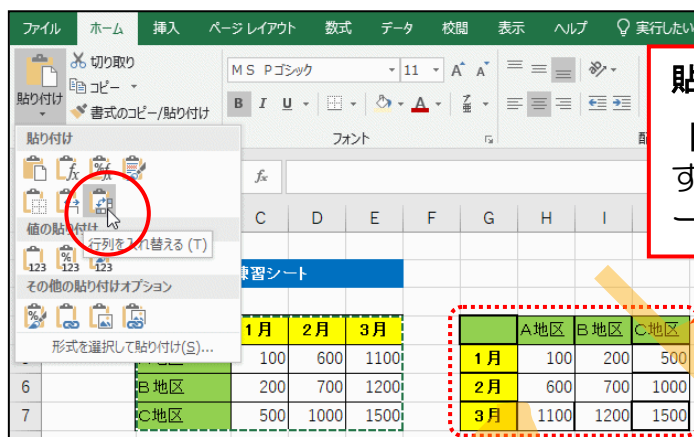 ファイル ホーム 挿入 ページ レイアウト 数式 データ 校閲 表示 ヘルプ 実行したい
切り取り
コピー
書式のコピー/貼り付け
貼り付け
MS Pゴシック 11 A A
B I U A
フォント
貼り付け
値の貼り付け
行列を入れ替える (T)
123 123 123
その他の貼り付けオプション
形式を選択して貼り付け(S)...
fx
C D E F G H I
練習シート
1月 2月 3月
100 600 1100
6 B地区 200 700 1200
7 C地区 500 1000 1500
A地区 B地区 C地区
1月 100 200 500
2月 600 700 1000
3月 1100 1200 1500
貼
す